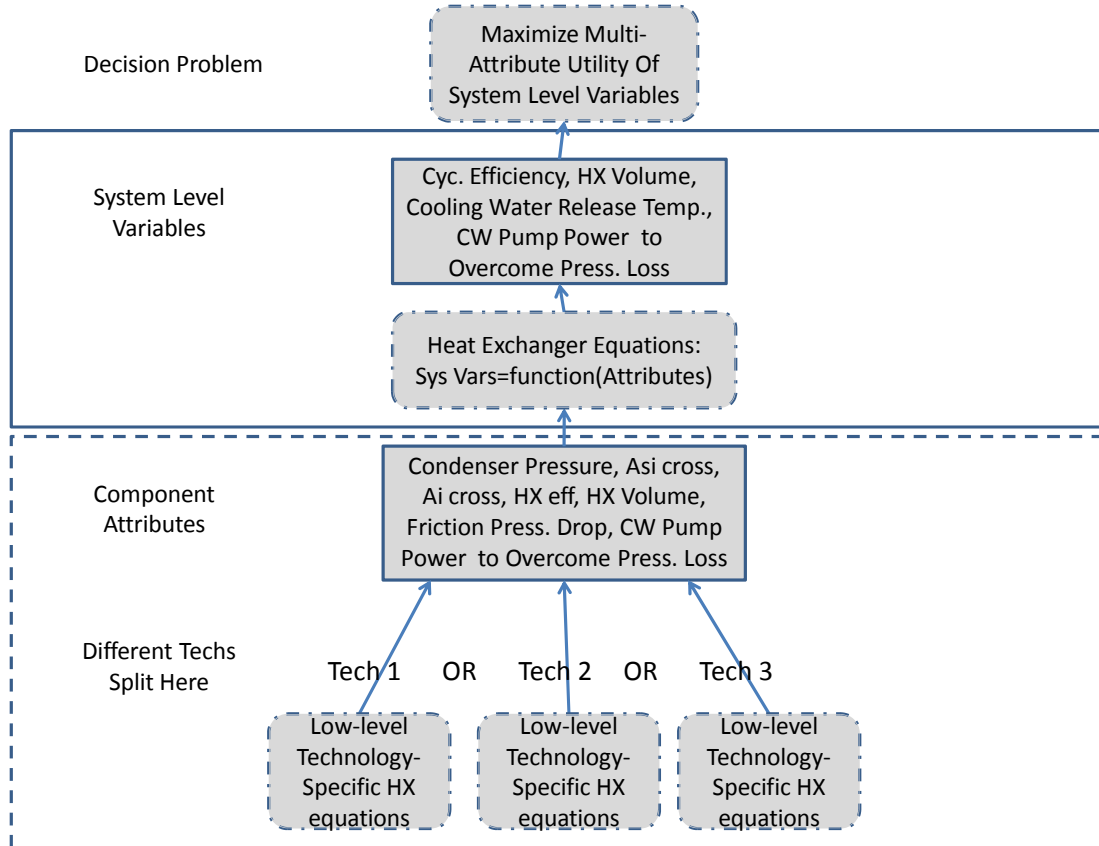 Decision Problem
Maximize Multi-
Attribute Utility Of
System Level Variables
System Level
Variables
Cyc. Efficiency, HX Volume,
Cooling Water Release Temp.,
CW Pump Power to
Overcome Press. Loss
Heat Exchanger Equations:
Sys Vars=function(Attributes)
Component
Attributes
Condenser Pressure, Asi cross,
Ai cross, HX eff, HX Volume,
Friction Press. Drop, CW Pump
Power to Overcome Press. Loss
Different Techs
Split Here
Tech 1 OR Tech 2 OR Tech 3
Low-level
Technology-
Specific HX
equations
Low-level
Technology-
Specific HX
equations
Low-level
Technology-
Specific HX
equations